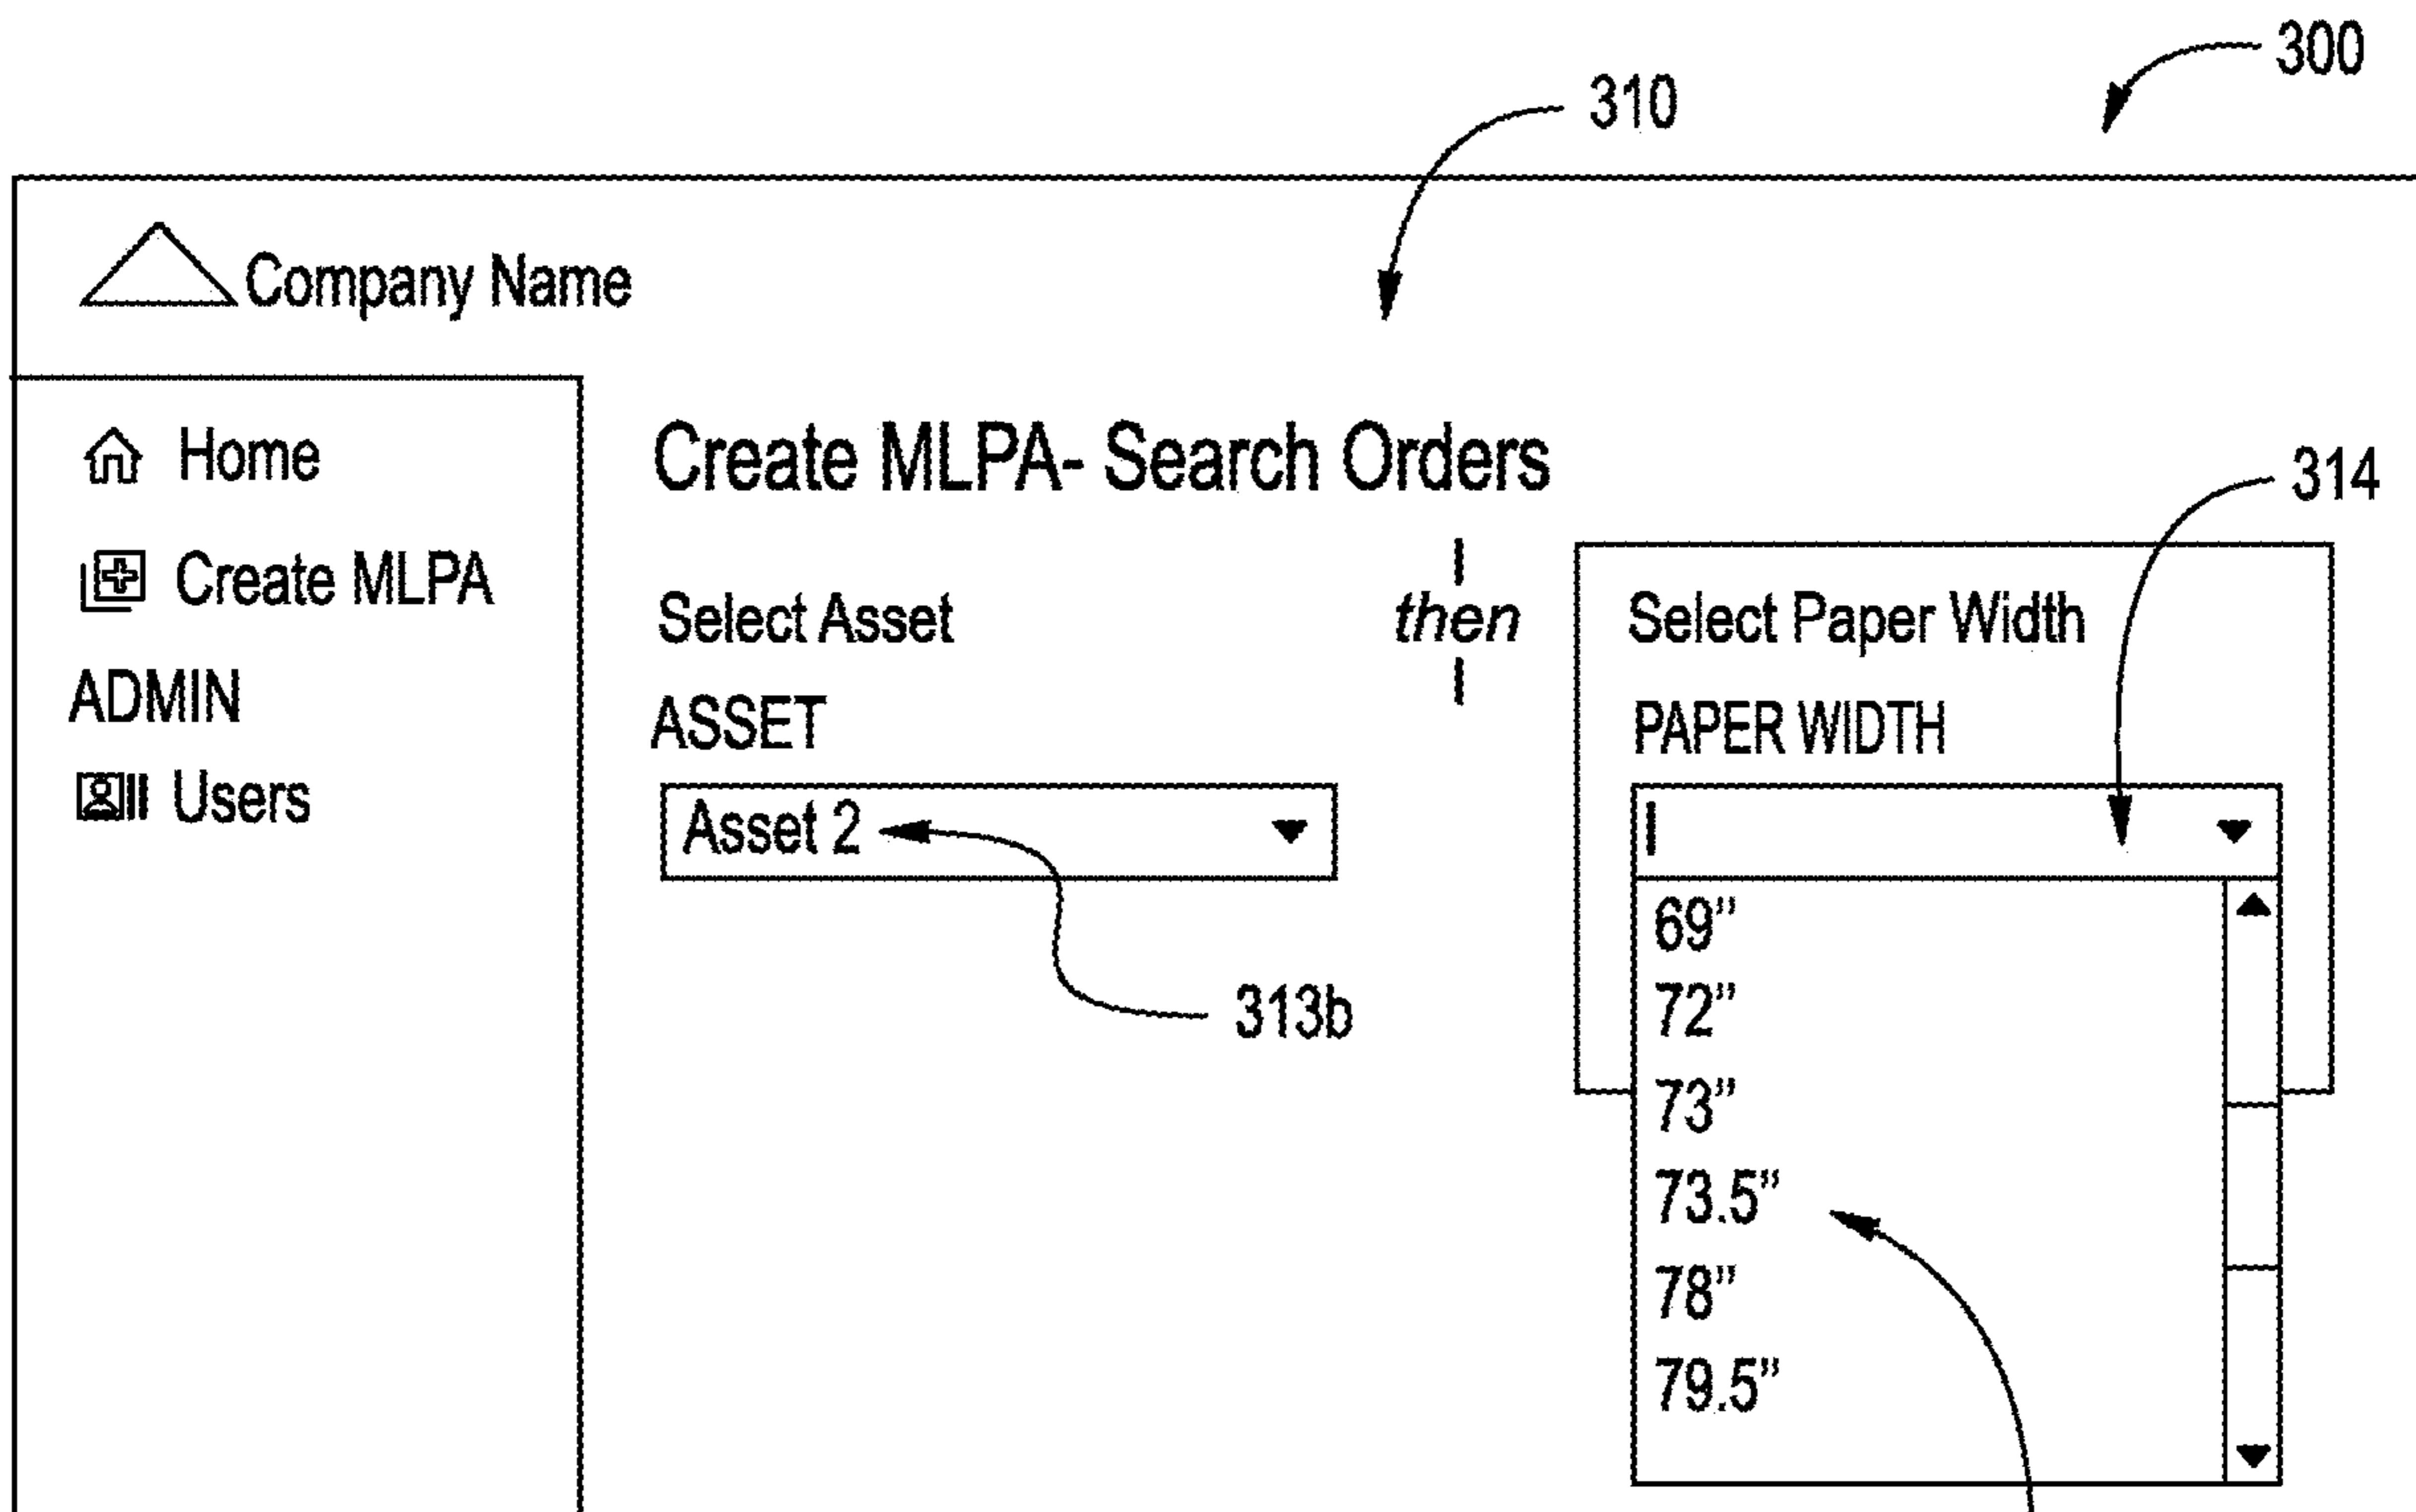 300
310
Company Name
Home
Create MLPA
ADMIN
Users
Create MLPA- Search Orders
314
Select Asset
then
Select Paper Width
ASSET
PAPER WIDTH
Asset 2
313b
69”
72”
73”
73.5”
78”
79.5”